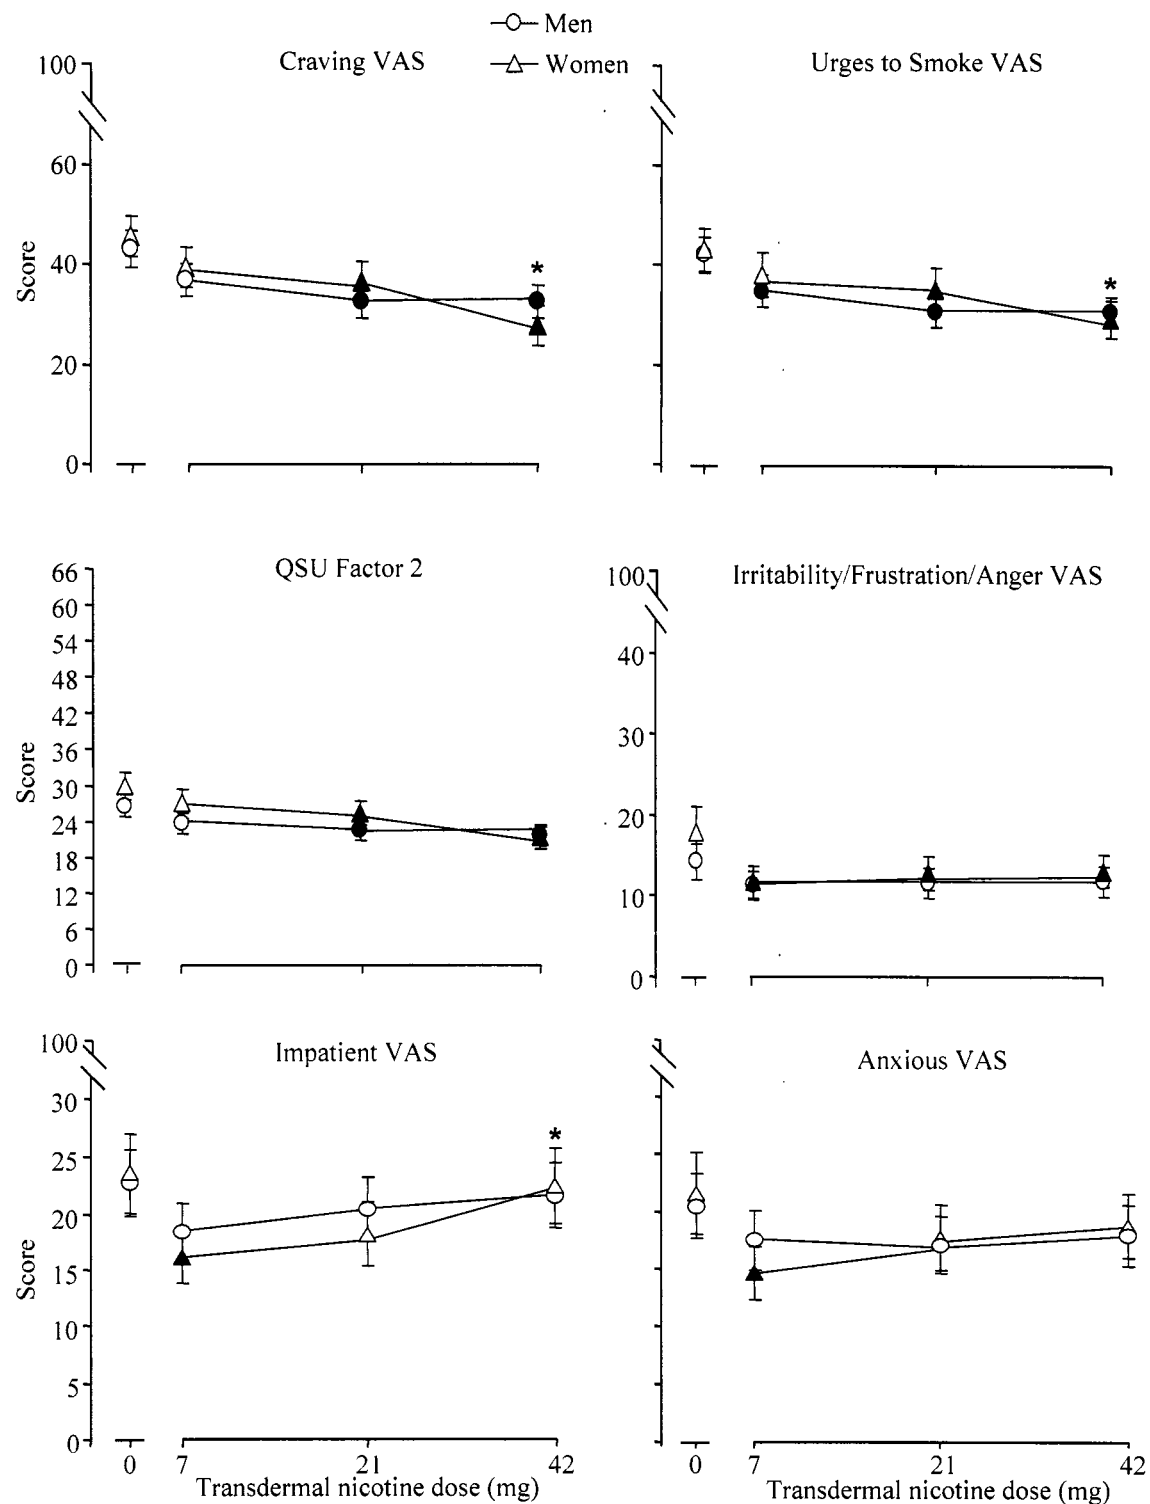 Men
Craving VAS
Women
Urges to Smoke VAS
100
60
40
20
0
Score
*
*
QSU Factor 2
66
60
54
48
42
36
30
24
18
12
6
0
Score
Irritability/Frustration/Anger VAS
100
40
30
20
10
0
Impatient VAS
100
30
25
20
15
10
5
0
Score
*
0 7 21 42
Transdermal nicotine dose (mg)
Anxious VAS
0 7 21 42
Transdermal nicotine dose (mg)